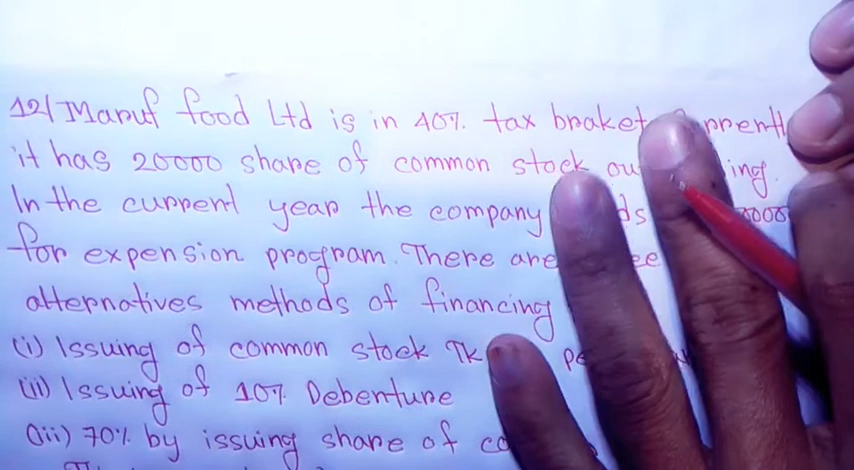 12/ Maruf food Ltd is in 40% tax braket
it has 20000 share of common stock
In the current year the company
for expension program. There are
alternatives methods of financing
(i) Issuing of common stock Tk
(ii) Issuing of 10% Debenture
(iii) 70% by issuing share of